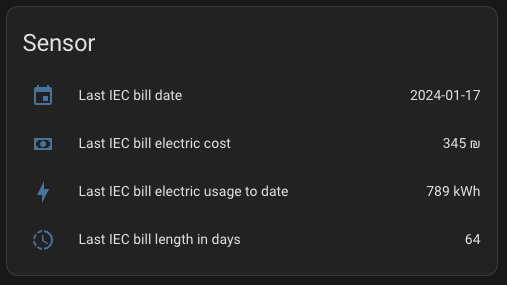 Sensor
Last IEC bill date 2024-01-17
Last IEC bill electric cost 345 ₪
Last IEC bill electric usage to date 789 kWh
Last IEC bill length in days 64